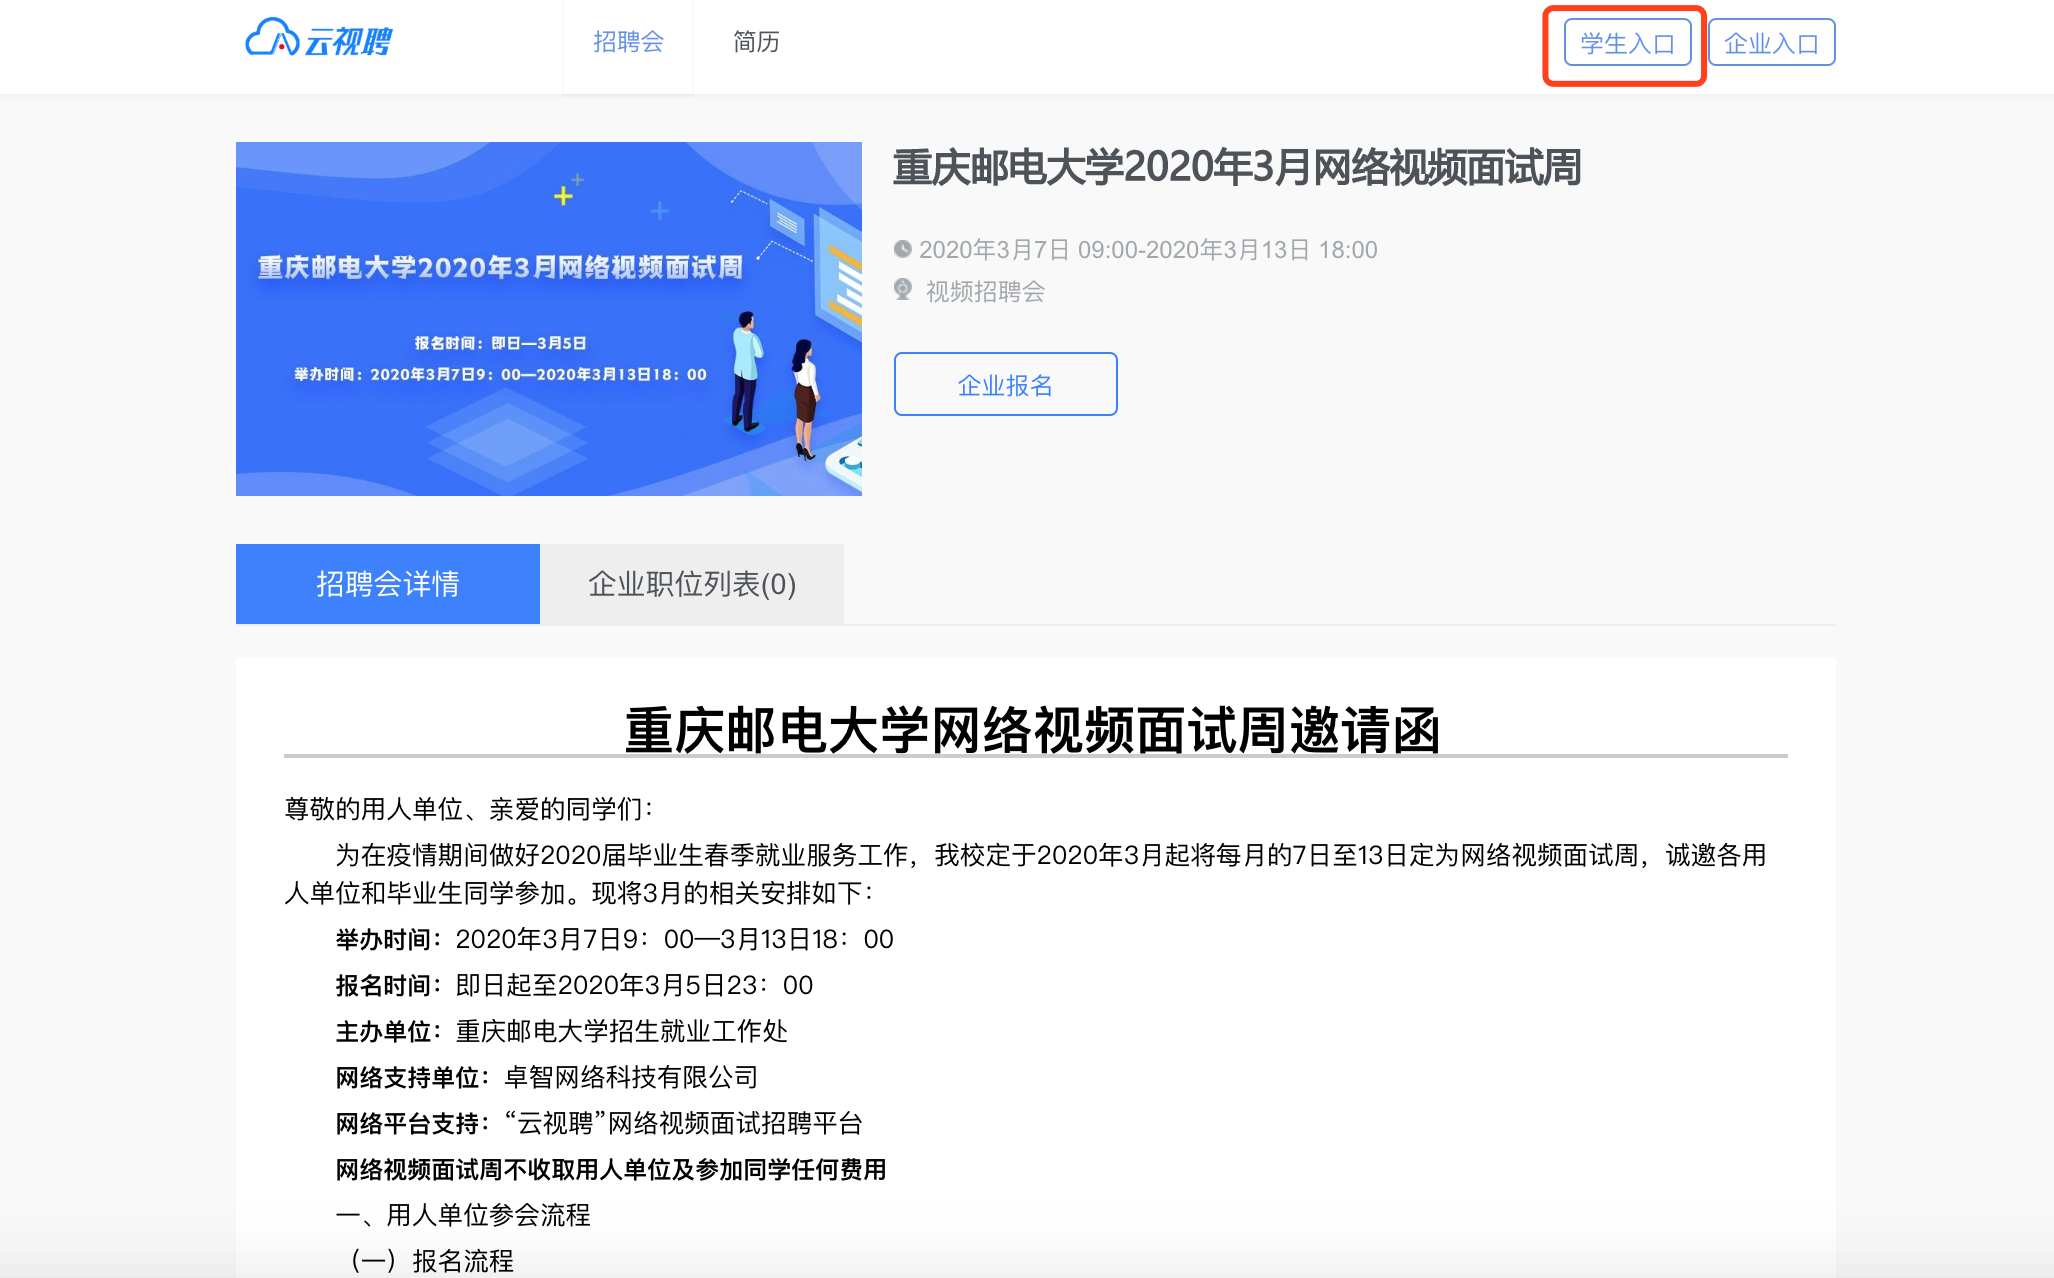 云视聘
招聘会
简历
学生入口
企业入口
重庆邮电大学2020年3月网络视频面试周
报名时间：即日—3月5日
举办时间：2020年3月7日9：00—2020年3月13日18：00
重庆邮电大学2020年3月网络视频面试周
2020年3月7日 09:00-2020年3月13日 18:00
视频招聘会
企业报名
招聘会详情
企业职位列表(0)
重庆邮电大学网络视频面试周邀请函
尊敬的用人单位、亲爱的同学们：
为在疫情期间做好2020届毕业生春季就业服务工作，我校定于2020年3月起将每月的7日至13日定为网络视频面试周，诚邀各用
人单位和毕业生同学参加。现将3月的相关安排如下：
举办时间：2020年3月7日9：00—3月13日18：00
报名时间：即日起至2020年3月5日23：00
主办单位：重庆邮电大学招生就业工作处
网络支持单位：卓智网络科技有限公司
网络平台支持：“云视聘”网络视频面试招聘平台
网络视频面试周不收取用人单位及参加同学任何费用
一、用人单位参会流程
（一）报名流程